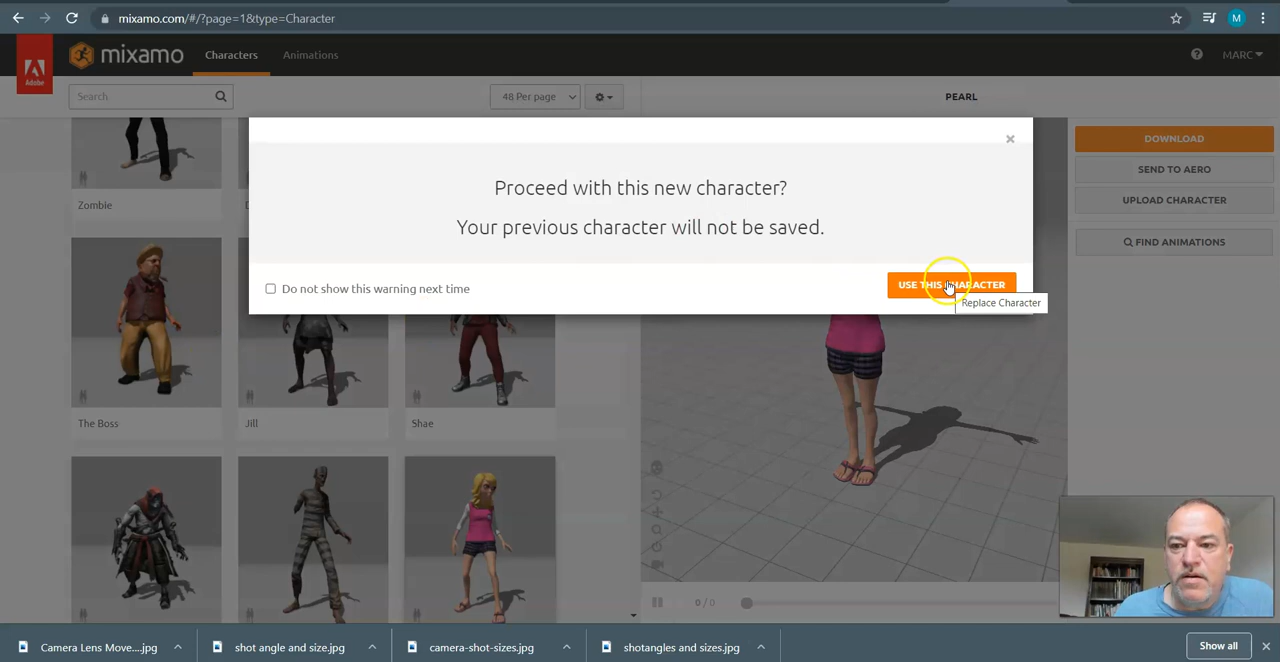 mixamo.com/#/?page=1&type=Character
M
Adobe
mixamo
Characters
Animations
MARC
Search
48 Per page
PEARL
DOWNLOAD
SEND TO AERO
UPLOAD CHARACTER
FIND ANIMATIONS
×
Proceed with this new character?
Your previous character will not be saved.
Do not show this warning next time
USE THIS CHARACTER
Replace Character
Zombie
The Boss
Jill
Shae
0 / 0
Camera Lens Move....jpg
shot angle and size.jpg
camera-shot-sizes.jpg
shotangles and sizes.jpg
Show all